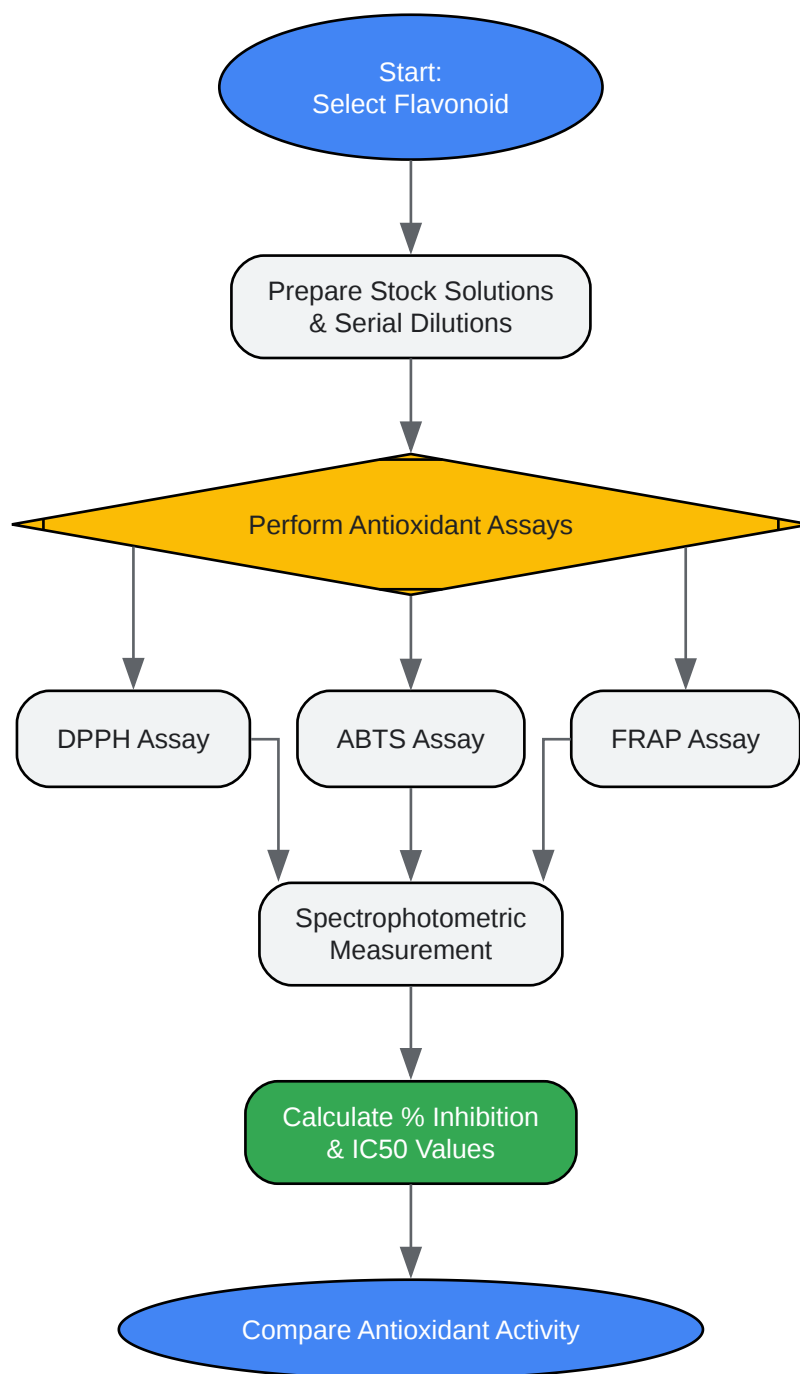 Start:
Select Flavonoid
Prepare Stock Solutions
& Serial Dilutions
Perform Antioxidant Assays
DPPH Assay
ABTS Assay
FRAP Assay
Spectrophotometric
Measurement
Calculate % Inhibition
& IC50 Values
Compare Antioxidant Activity